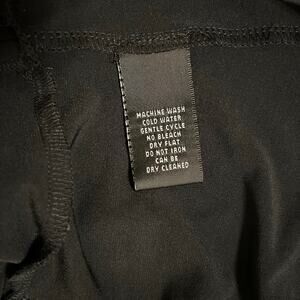 MACHINE WASH
COLD WATER
GENTLE CYCLE
NO BLEACH
DRY FLAT
DO NOT IRON
CAN BE
DRY CLEANED